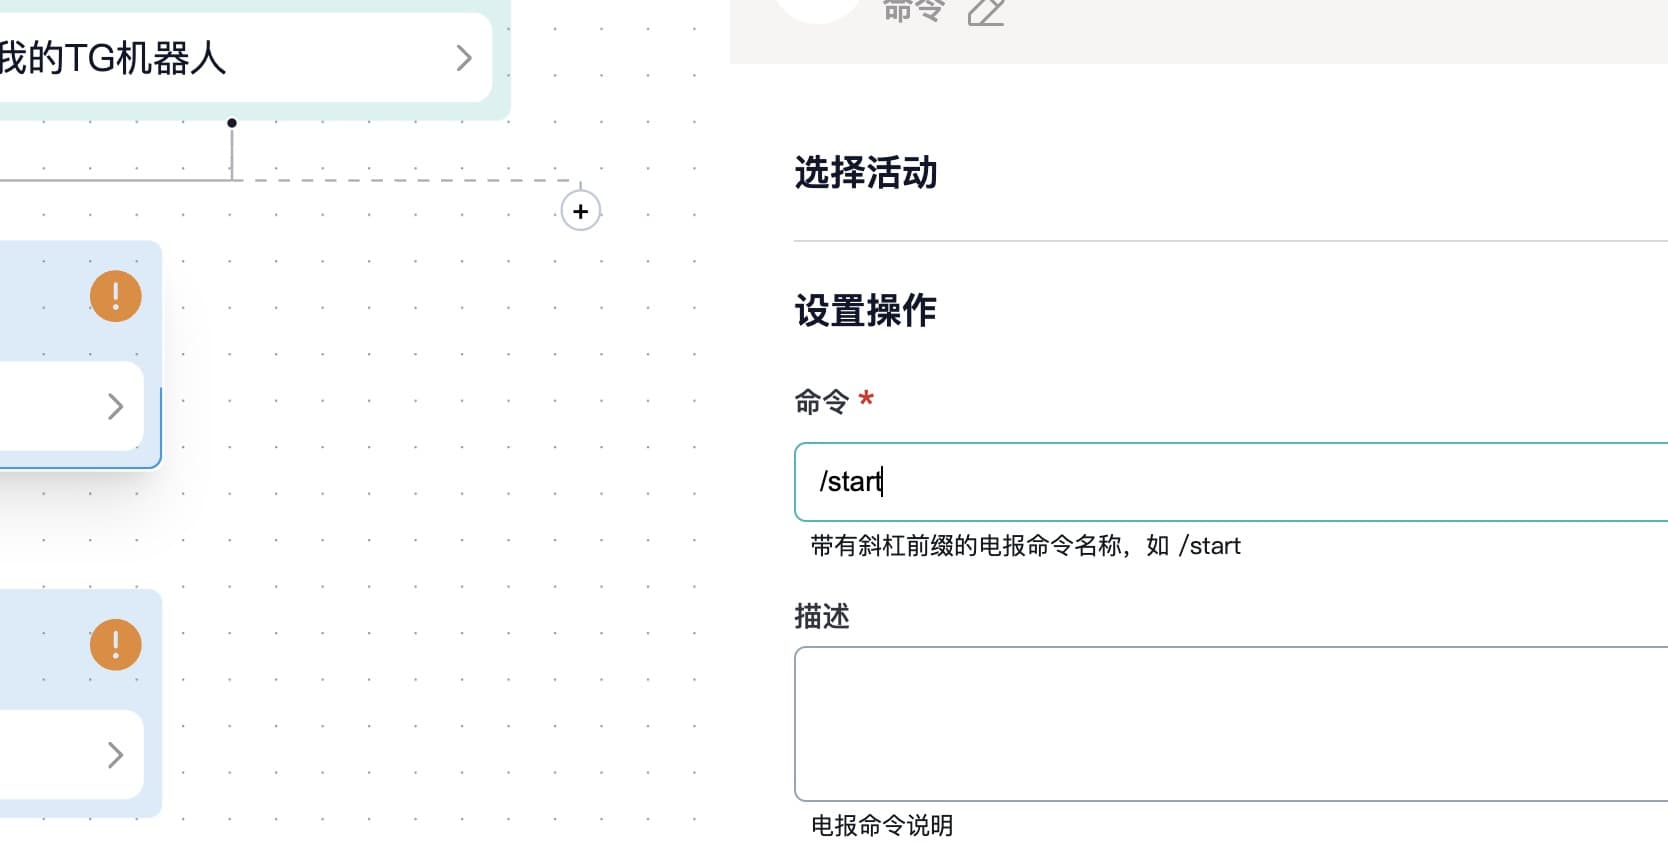 命令
我的TG机器人
选择活动
设置操作
命令 *
/start
带有斜杠前缀的电报命令名称，如 /start
描述
电报命令说明